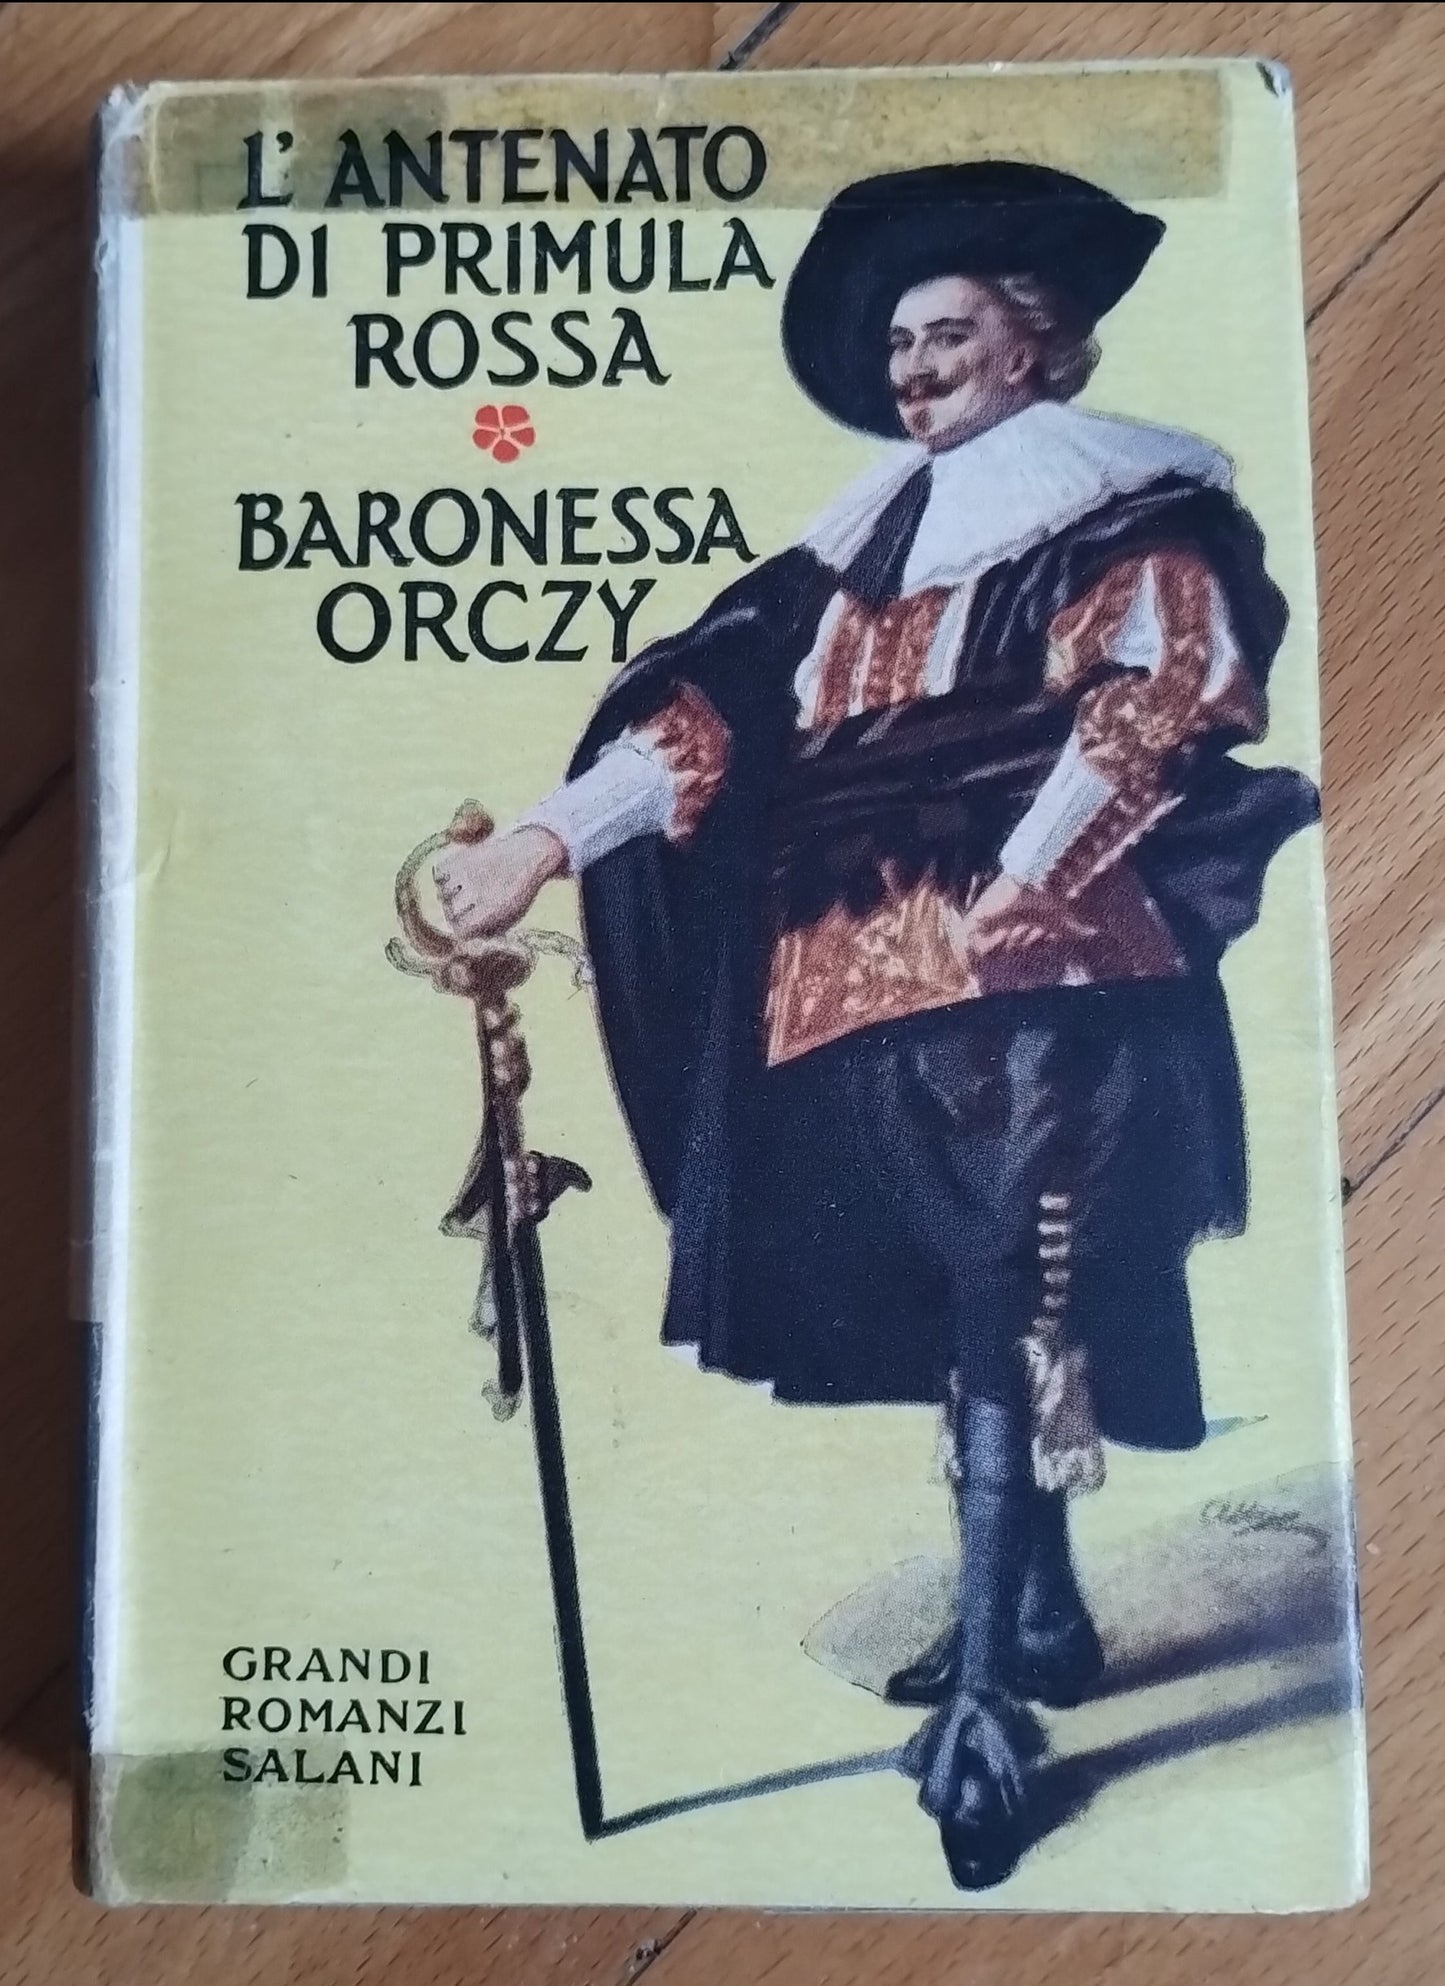 L'ANTENATO
DI PRIMULA
ROSSA
BARONESSA
ORCZY
GRANDI
ROMANZI
SALANI